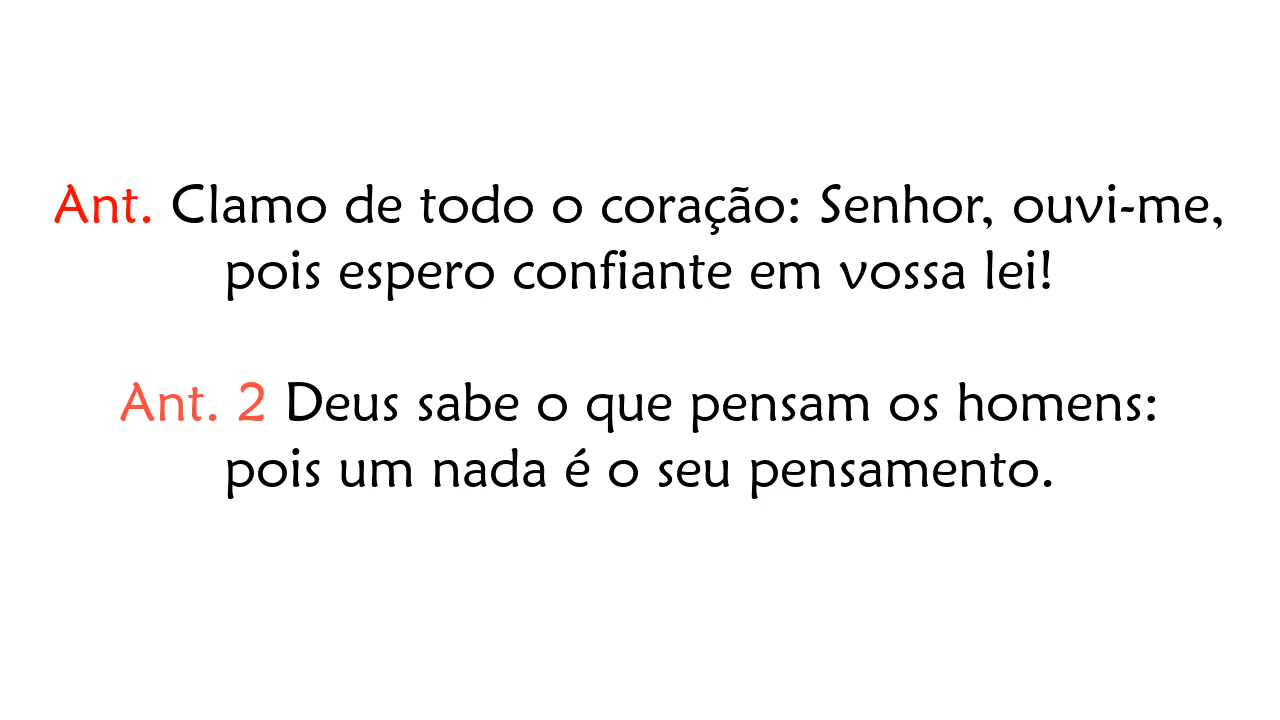 Ant. Clamo de todo o coração: Senhor, ouvi-me,
pois espero confiante em vossa lei!
Ant. 2 Deus sabe o que pensam os homens:
pois um nada é o seu pensamento.